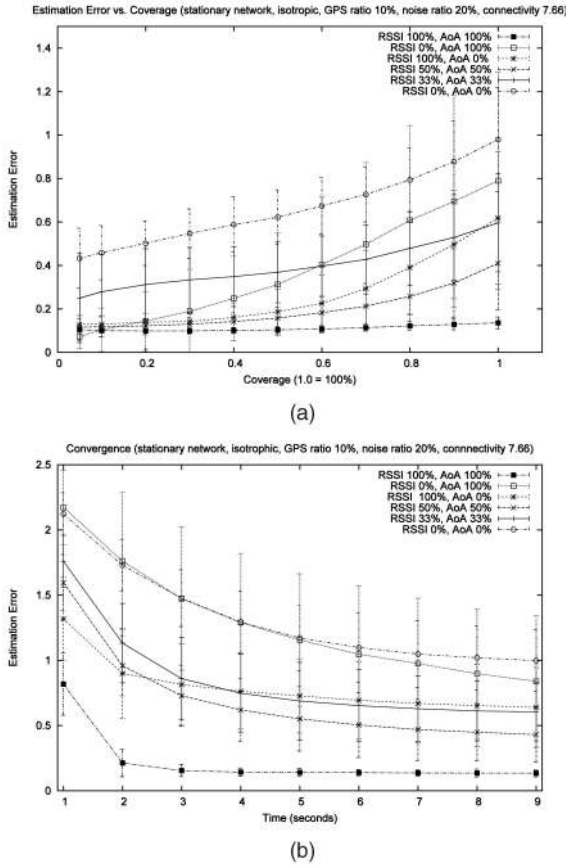 Estimation Error vs. Coverage (stationary network, isotropic, GPS ratio 10%, noise ratio 20%, connectivity 7.66)
1.4
1.2
1
0.8
0.6
0.4
0.2
0
Estimation Error
RSSI 100%, AoA 100%
RSSI 0%, AoA 100%
RSSI 100%, AoA 0%
RSSI 50%, AoA 50%
RSSI 33%, AoA 33%
RSSI 0%, AoA 0%
0 0.2 0.4 0.6 0.8 1
Coverage (1.0 = 100%)
(a)
Convergence (stationary network, isotrophic, GPS ratio 10%, noise ratio 20%, connnectivity 7.66)
2.5
2
1.5
1
0.5
0
Estimation Error
RSSI 100%, AoA 100%
RSSI 0%, AoA 100%
RSSI 100%, AoA 0%
RSSI 50%, AoA 50%
RSSI 33%, AoA 33%
RSSI 0%, AoA 0%
1 2 3 4 5 6 7 8 9
Time (seconds)
(b)